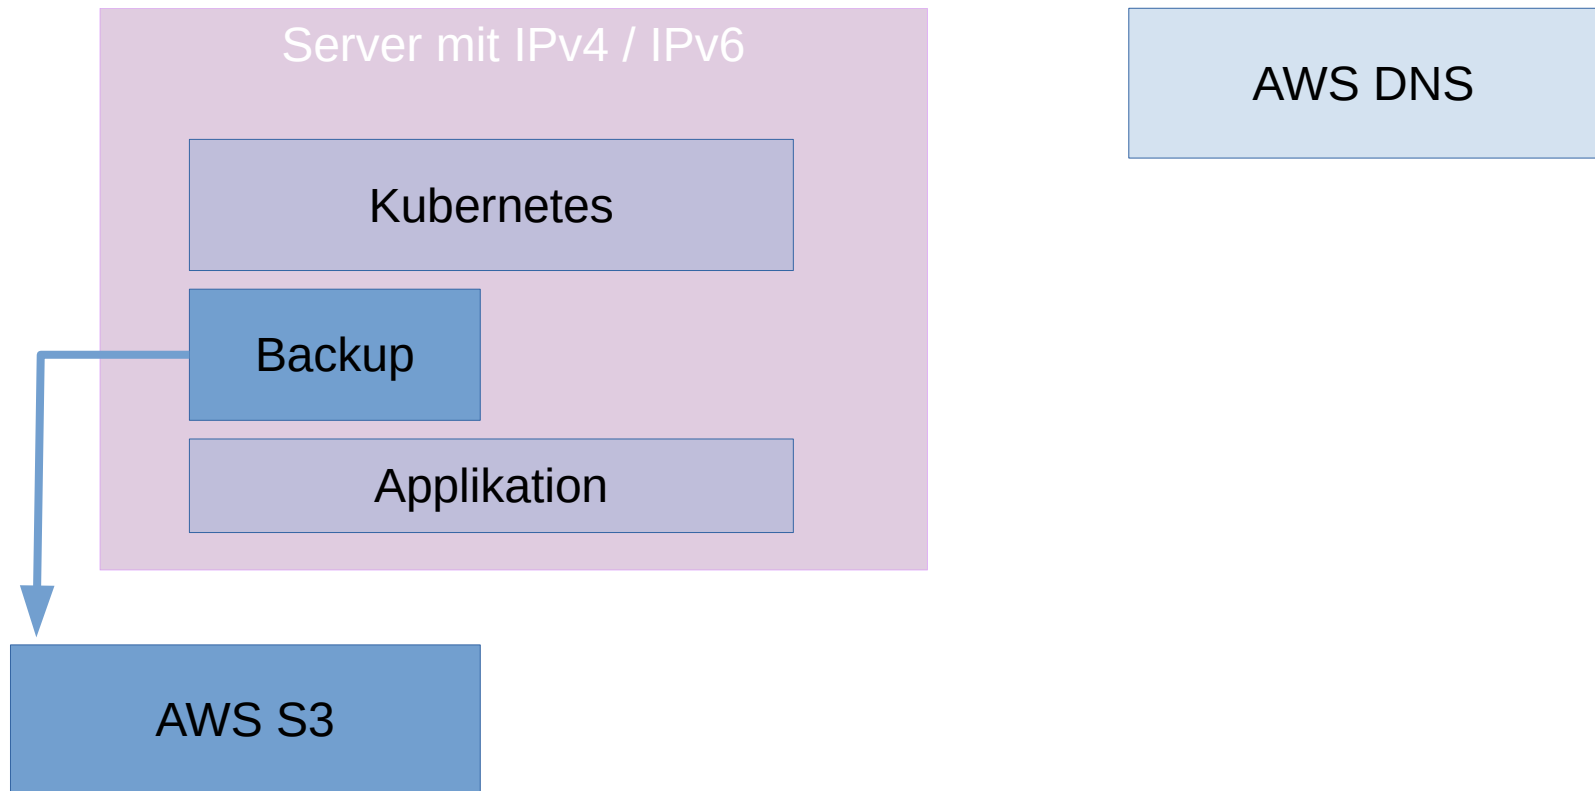 Server mit IPv4 / IPv6
AWS DNS
Kubernetes
Backup
Applikation
AWS S3